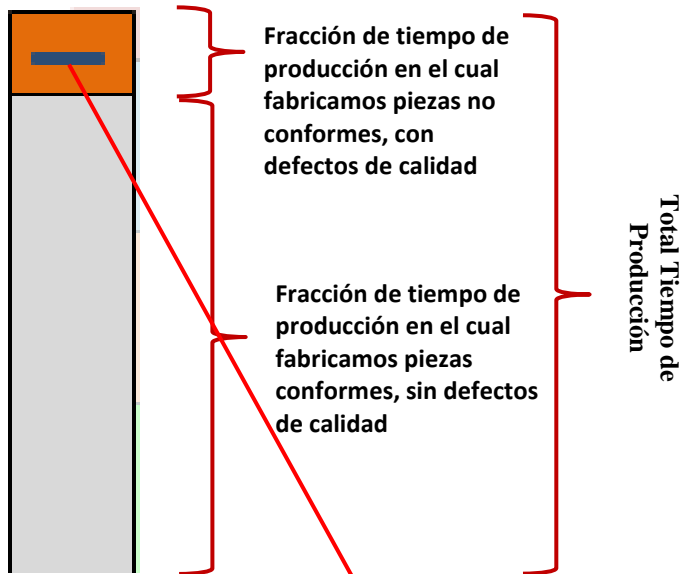 Fracción de tiempo de
producción en el cual
fabricamos piezas no
conformes, con
defectos de calidad
Fracción de tiempo de
producción en el cual
fabricamos piezas
conformes, sin defectos
de calidad
Total Tiempo de
Producción